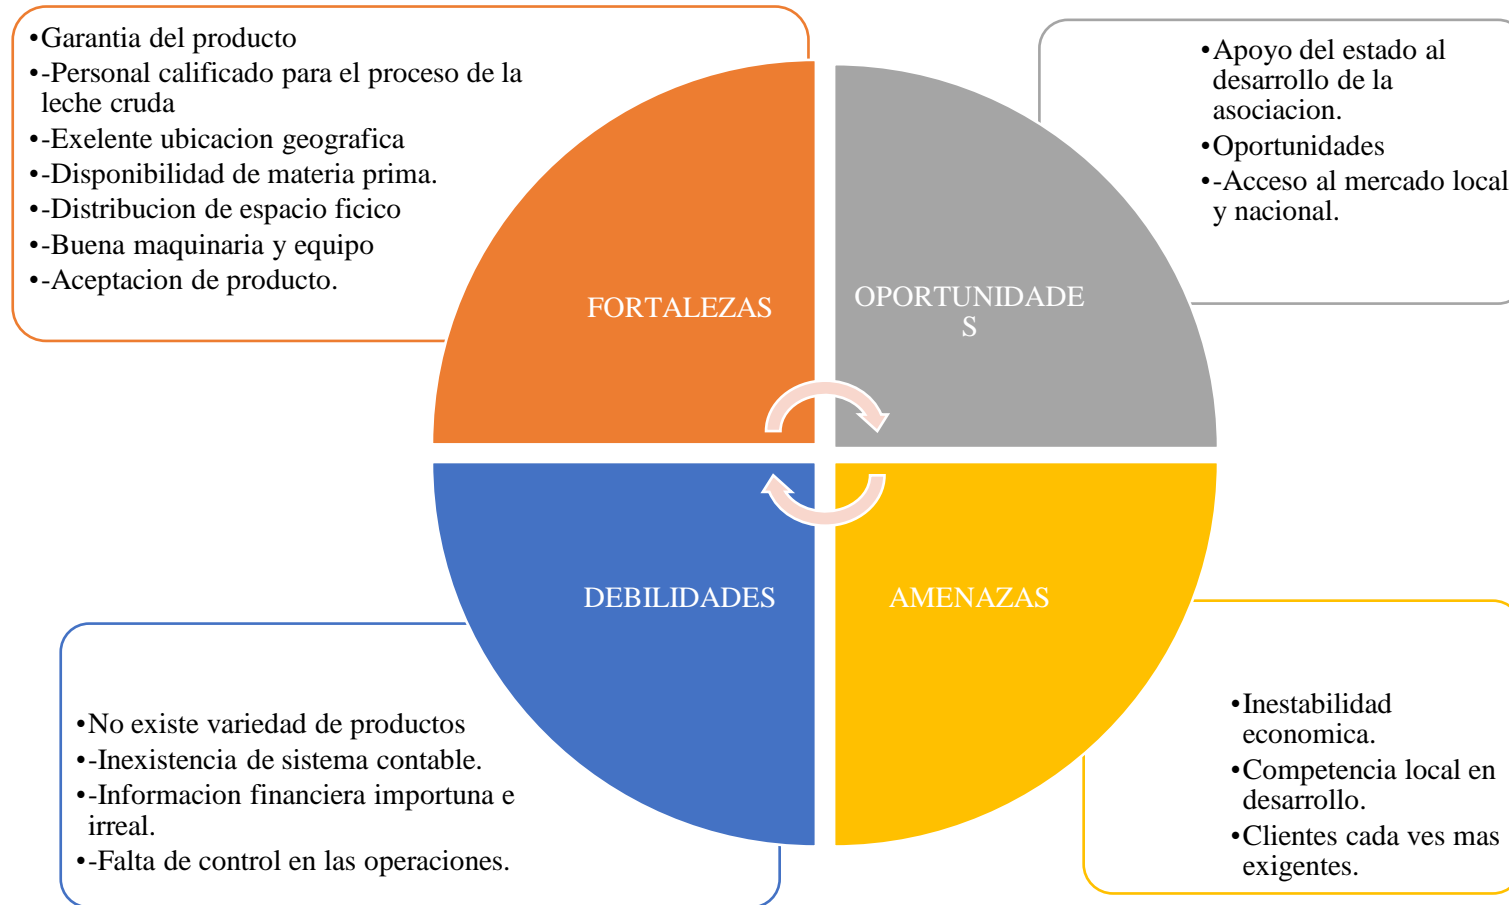 •Garantia del producto
•-Personal calificado para el proceso de la
leche cruda
•-Exelente ubicacion geografica
•-Disponibilidad de materia prima.
•-Distribucion de espacio ficico
•-Buena maquinaria y equipo
•-Aceptacion de producto.
•Apoyo del estado al
desarrollo de la
asociacion.
•Oportunidades
•-Acceso al mercado local
y nacional.
FORTALEZAS
OPORTUNIDADE
S
DEBILIDADES
AMENAZAS
•No existe variedad de productos
•-Inexistencia de sistema contable.
•-Informacion financiera importuna e
irreal.
•-Falta de control en las operaciones.
•Inestabilidad
economica.
•Competencia local en
desarrollo.
•Clientes cada ves mas
exigentes.